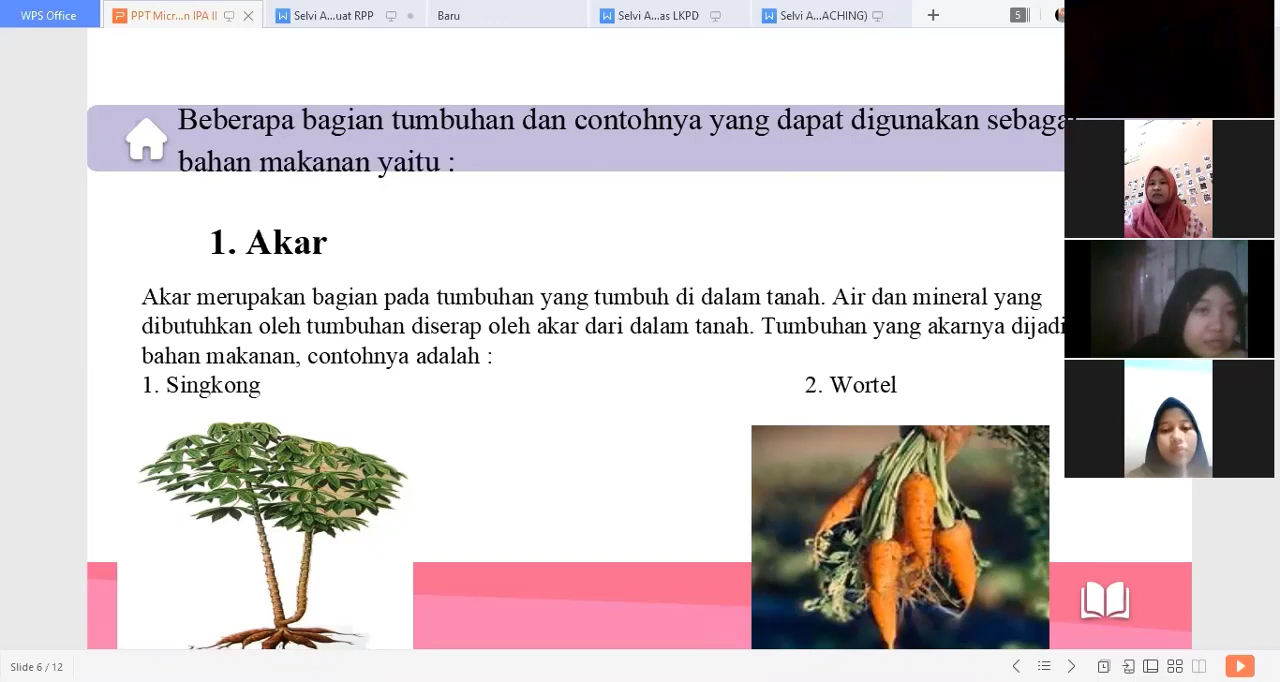 WPS Office
PPT Micr...n IPA II
Selvi A...uat RPP
Baru
Selvi A...as LKPD
Selvi A...ACHING)
5
Beberapa bagian tumbuhan dan contohnya yang dapat digunakan sebagai
bahan makanan yaitu :
1. Akar
Akar merupakan bagian pada tumbuhan yang tumbuh di dalam tanah. Air dan mineral yang
dibutuhkan oleh tumbuhan diserap oleh akar dari dalam tanah. Tumbuhan yang akarnya dijadi
bahan makanan, contohnya adalah :
1. Singkong
2. Wortel
Slide 6 / 12